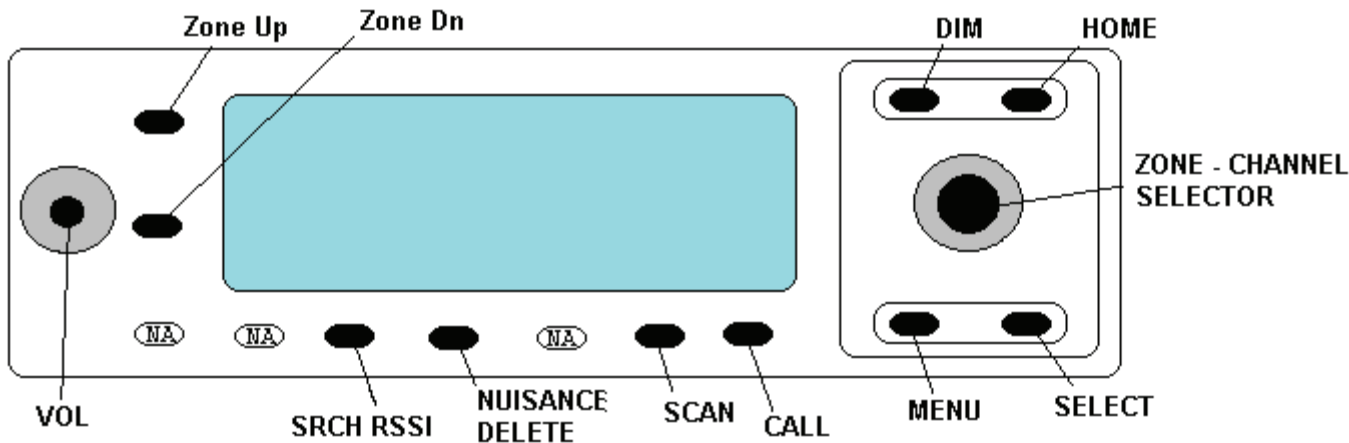 Zone Up
Zone Dn
DIM
HOME
ZONE - CHANNEL
SELECTOR
NA
NA
NA
VOL
SRCH RSSI
NUISANCE
DELETE
SCAN
CALL
MENU
SELECT